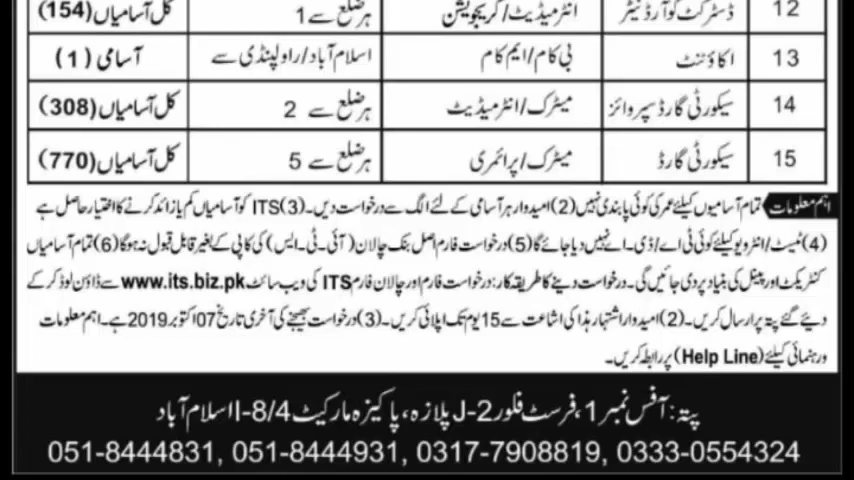 12 ڈسٹرکٹ کوآرڈنیٹر انٹرمیڈیٹ/گریجویشن ہر ضلع سے 1 کل آسامیاں (154)
13 اکاؤنٹنٹ بی کام/ایم کام اسلام آباد/راولپنڈی سے آسامی (1)
14 سیکورٹی گارڈ سپروائز میٹرک/انٹرمیڈیٹ ہر ضلع سے 2 کل آسامیاں (308)
15 سیکورٹی گارڈ میٹرک/پرائمری ہر ضلع سے 5 کل آسامیاں (770)
اہم معلومات تمام آسامیوں کیلئے عمر کی کوئی پابندی نہیں (2) امیدوار ہر آسامی کے لئے الگ سے درخواست دیں۔ (3) ITS کو آسامیاں کم یا زائد کرنے کا اختیار حاصل ہے
(4) ٹیسٹ/انٹرویو کیلئے کوئی ٹی اے/ڈی۔اے نہیں دیا جائے گا (5) درخواست فارم اصل بنک چالان (آئی۔ٹی۔ایس) کی کاپی کے بغیر قابل قبول نہ ہوگا (6) تمام آسامیاں
کنٹریکٹ اور پینل کی بنیاد پر دی جائیں گی۔ درخواست دینے کا طریقہ کار: درخواست فارم اور چالان فارم ITS کی ویب سائٹ www.its.biz.pk سے ڈاؤن لوڈ کر کے
دیئے گئے پتہ پر ارسال کریں۔ (2) امیدوار اشتہار ہذا کی اشاعت سے 15 یوم تک اپلائی کریں۔ (3) درخواست بھیجنے کی آخری تاریخ 07 اکتوبر 2019 ہے۔ اہم معلومات
ورہنمائی کیلئے (Help Line) پر رابطہ کریں۔
پتہ: آفس نمبر 1، فرسٹ فلور J-2 پلازہ، پاکیزہ مارکیٹ I-8/4 اسلام آباد
051-8444831, 051-8444931, 0317-7908819, 0333-0554324